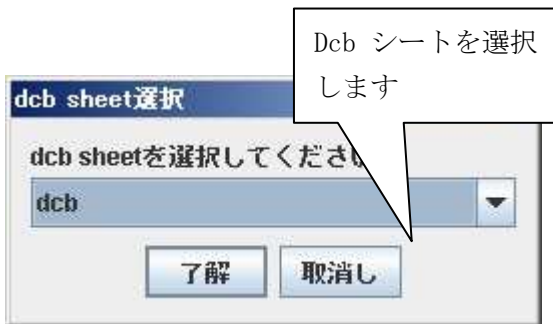 Dcb シートを選択
します
dcb sheet選択
dcb sheetを選択してください
dcb
了解
取消し